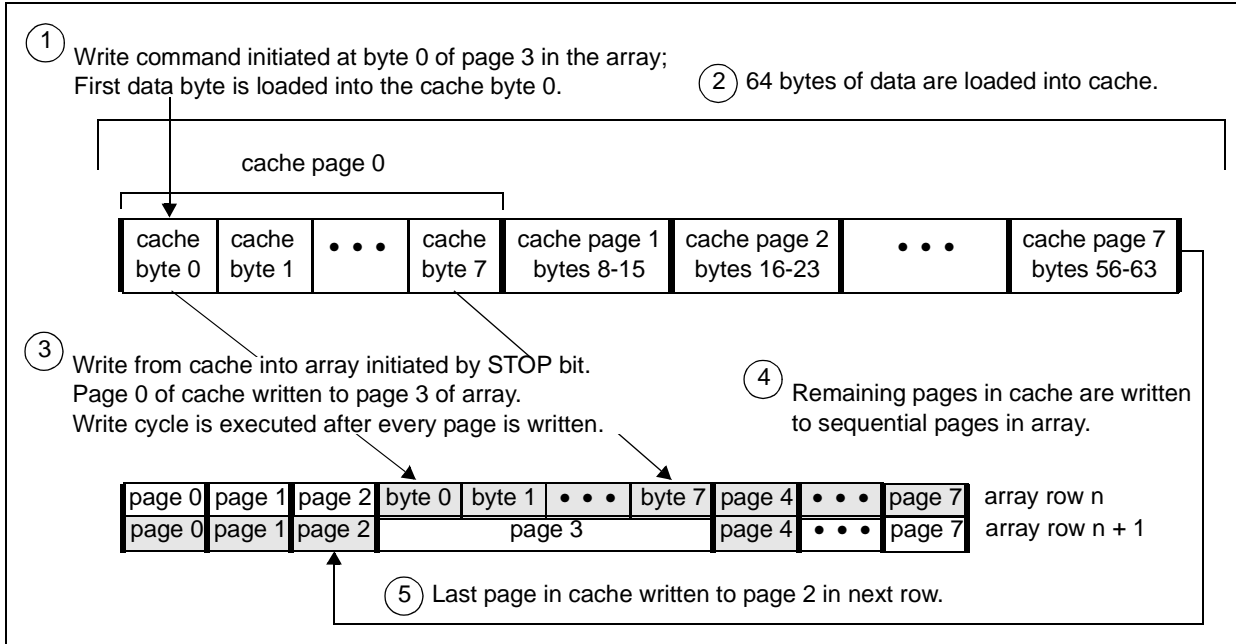 1
Write command initiated at byte 0 of page 3 in the array;
First data byte is loaded into the cache byte 0.
2 64 bytes of data are loaded into cache.
cache page 0
cache byte 0
cache byte 1
• • •
cache byte 7
cache page 1 bytes 8-15
cache page 2 bytes 16-23
• • •
cache page 7 bytes 56-63
3
Write from cache into array initiated by STOP bit.
Page 0 of cache written to page 3 of array.
Write cycle is executed after every page is written.
4
Remaining pages in cache are written
to sequential pages in array.
page 0 page 1 page 2 byte 0 byte 1 • • • byte 7 page 4 • • • page 7 array row n
page 0 page 1 page 2 page 3 page 4 • • • page 7 array row n + 1
5 Last page in cache written to page 2 in next row.